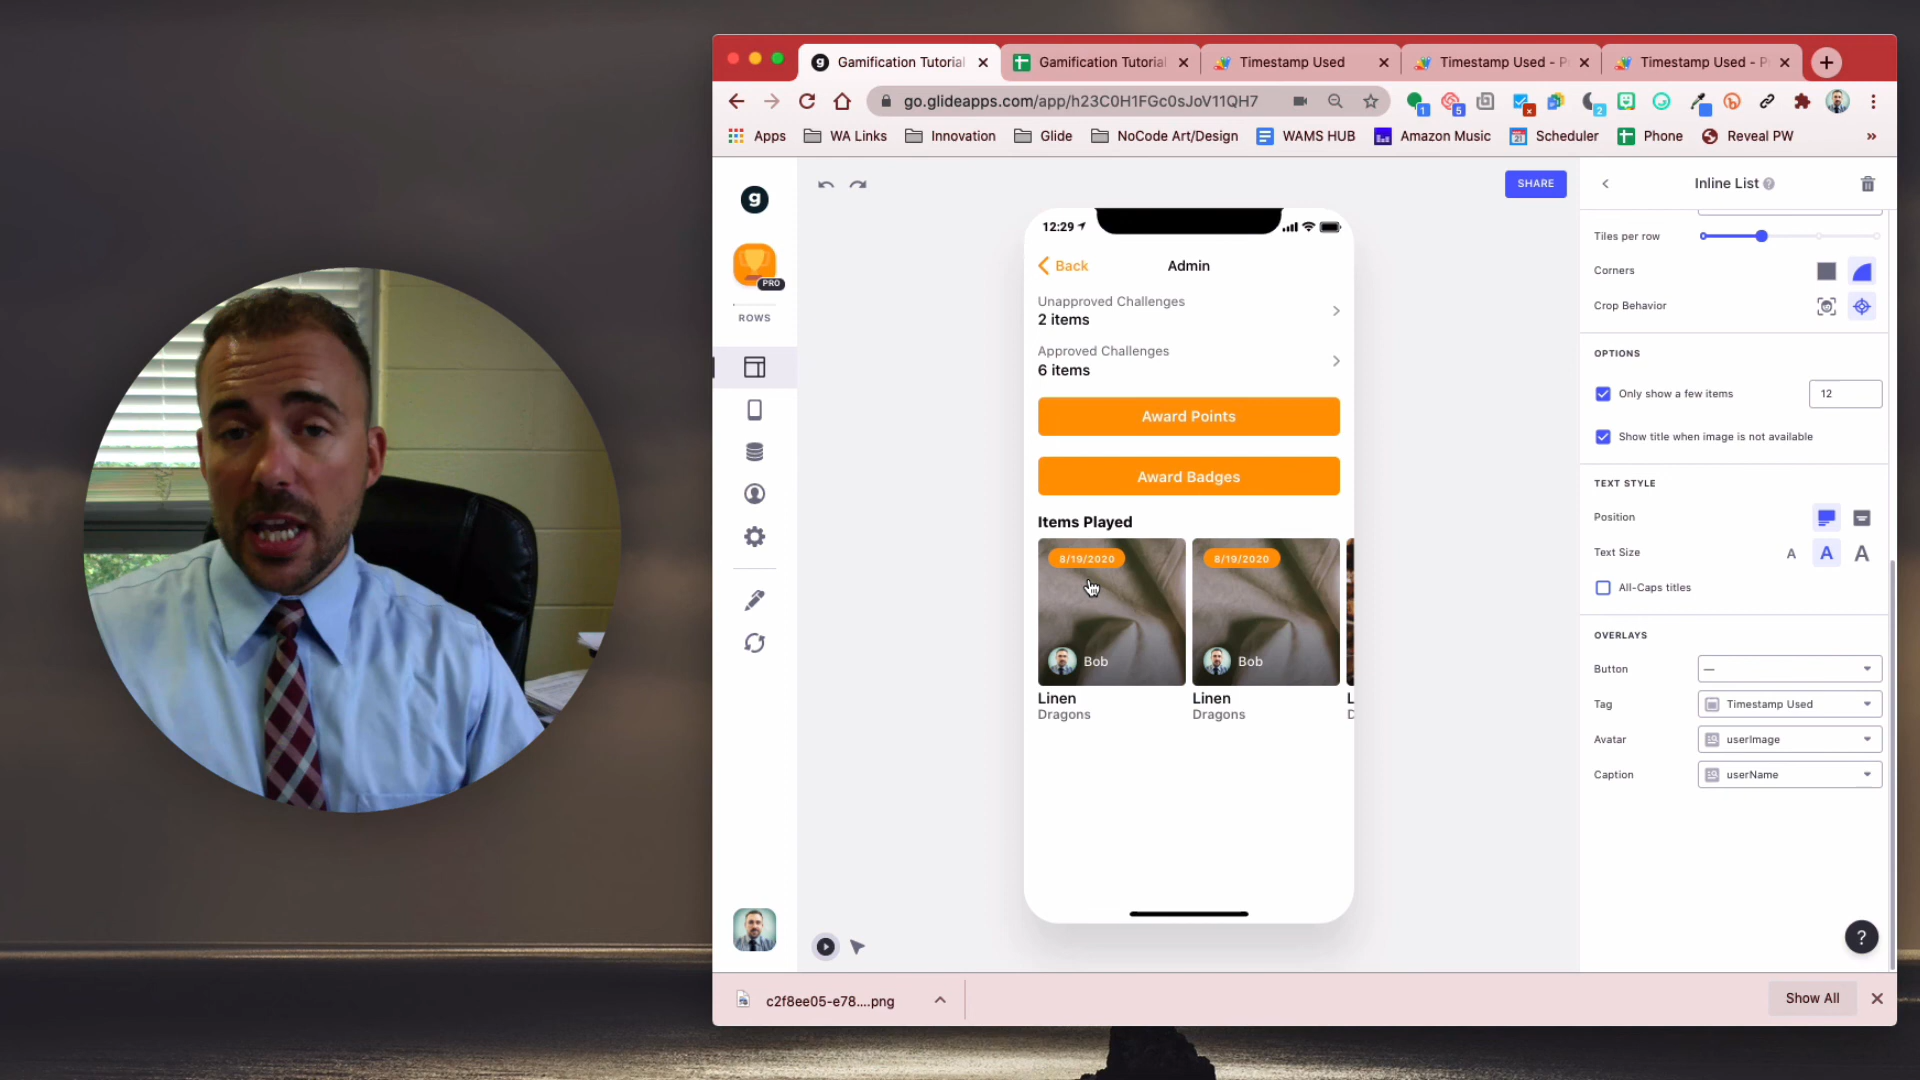 Gamification Tutorial
Gamification Tutorial
Timestamp Used
Timestamp Used - P
Timestamp Used - P
go.glideapps.com/app/h23C0H1FGc0sJoV11QH7
1
5
2
Apps
WA Links
Innovation
Glide
NoCode Art/Design
WAMS HUB
Amazon Music
Scheduler
Phone
Reveal PW
»
g
PRO
ROWS
SHARE
12:29
Back
Admin
Unapproved Challenges
2 items
Approved Challenges
6 items
Award Points
Award Badges
Items Played
8/19/2020
8/19/2020
Bob
Bob
Linen
Linen
L
Dragons
Dragons
Inline List
Tiles per row
Corners
Crop Behavior
OPTIONS
Only show a few items
12
Show title when image is not available
TEXT STYLE
Position
Text Size
A A A
All-Caps titles
OVERLAYS
Button
—
Tag
Timestamp Used
Avatar
userImage
Caption
userName
?
c2f8ee05-e78....png
Show All